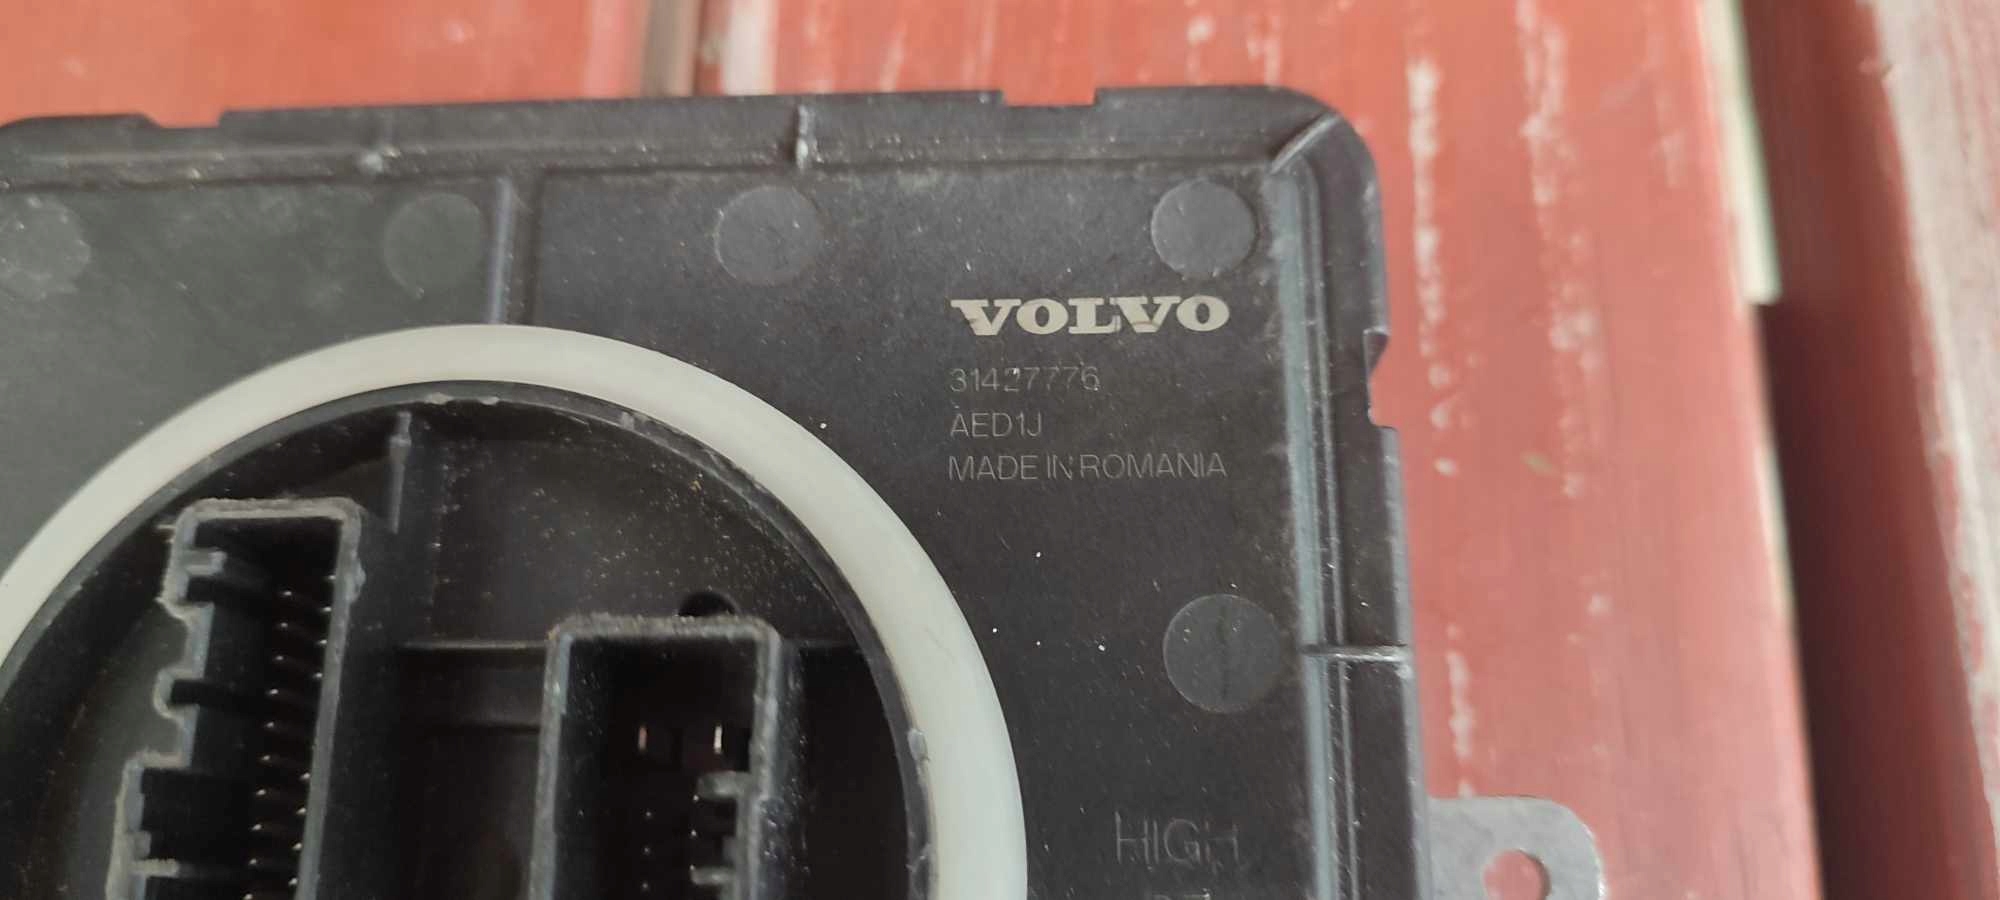 VOLVO
31427776
AED1J
MADE IN ROMANIA
HIGH